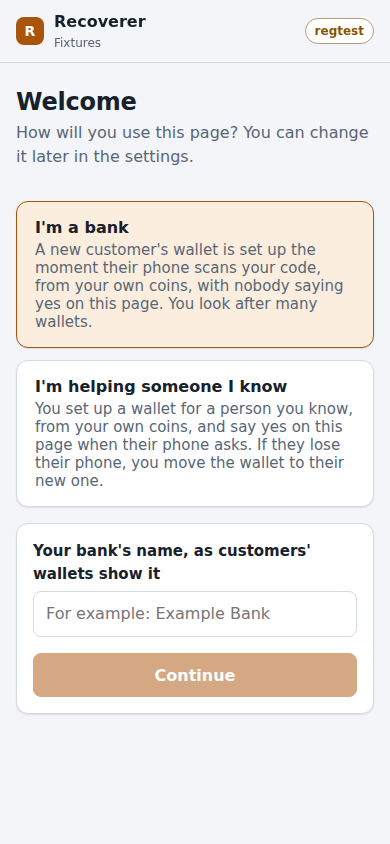 R
Recoverer
Fixtures
regtest
Welcome
How will you use this page? You can change
it later in the settings.
I'm a bank
A new customer's wallet is set up the
moment their phone scans your code,
from your own coins, with nobody saying
yes on this page. You look after many
wallets.
I'm helping someone I know
You set up a wallet for a person you know,
from your own coins, and say yes on this
page when their phone asks. If they lose
their phone, you move the wallet to their
new one.
Your bank's name, as customers'
wallets show it
For example: Example Bank
Continue